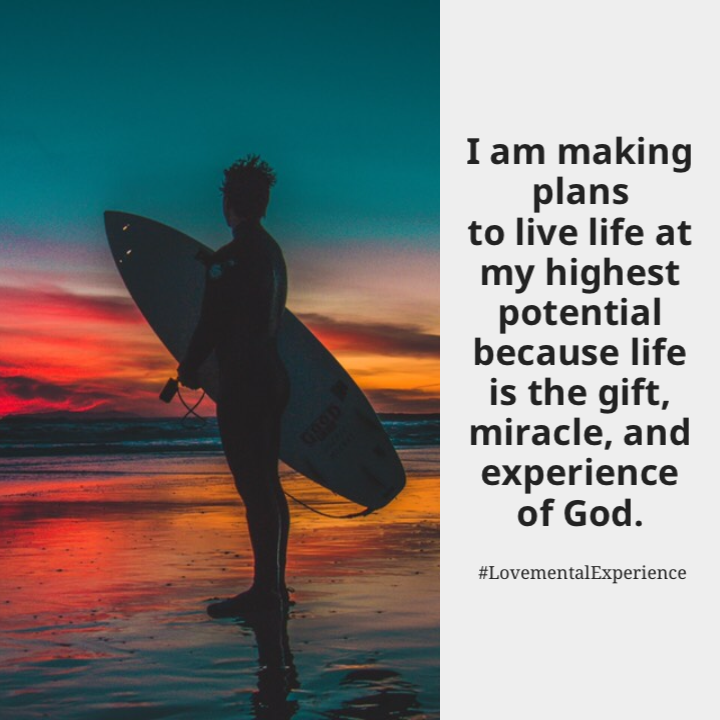 I am making
plans
to live life at
my highest
potential
because life
is the gift,
miracle, and
experience
of God.
#LovementalExperience